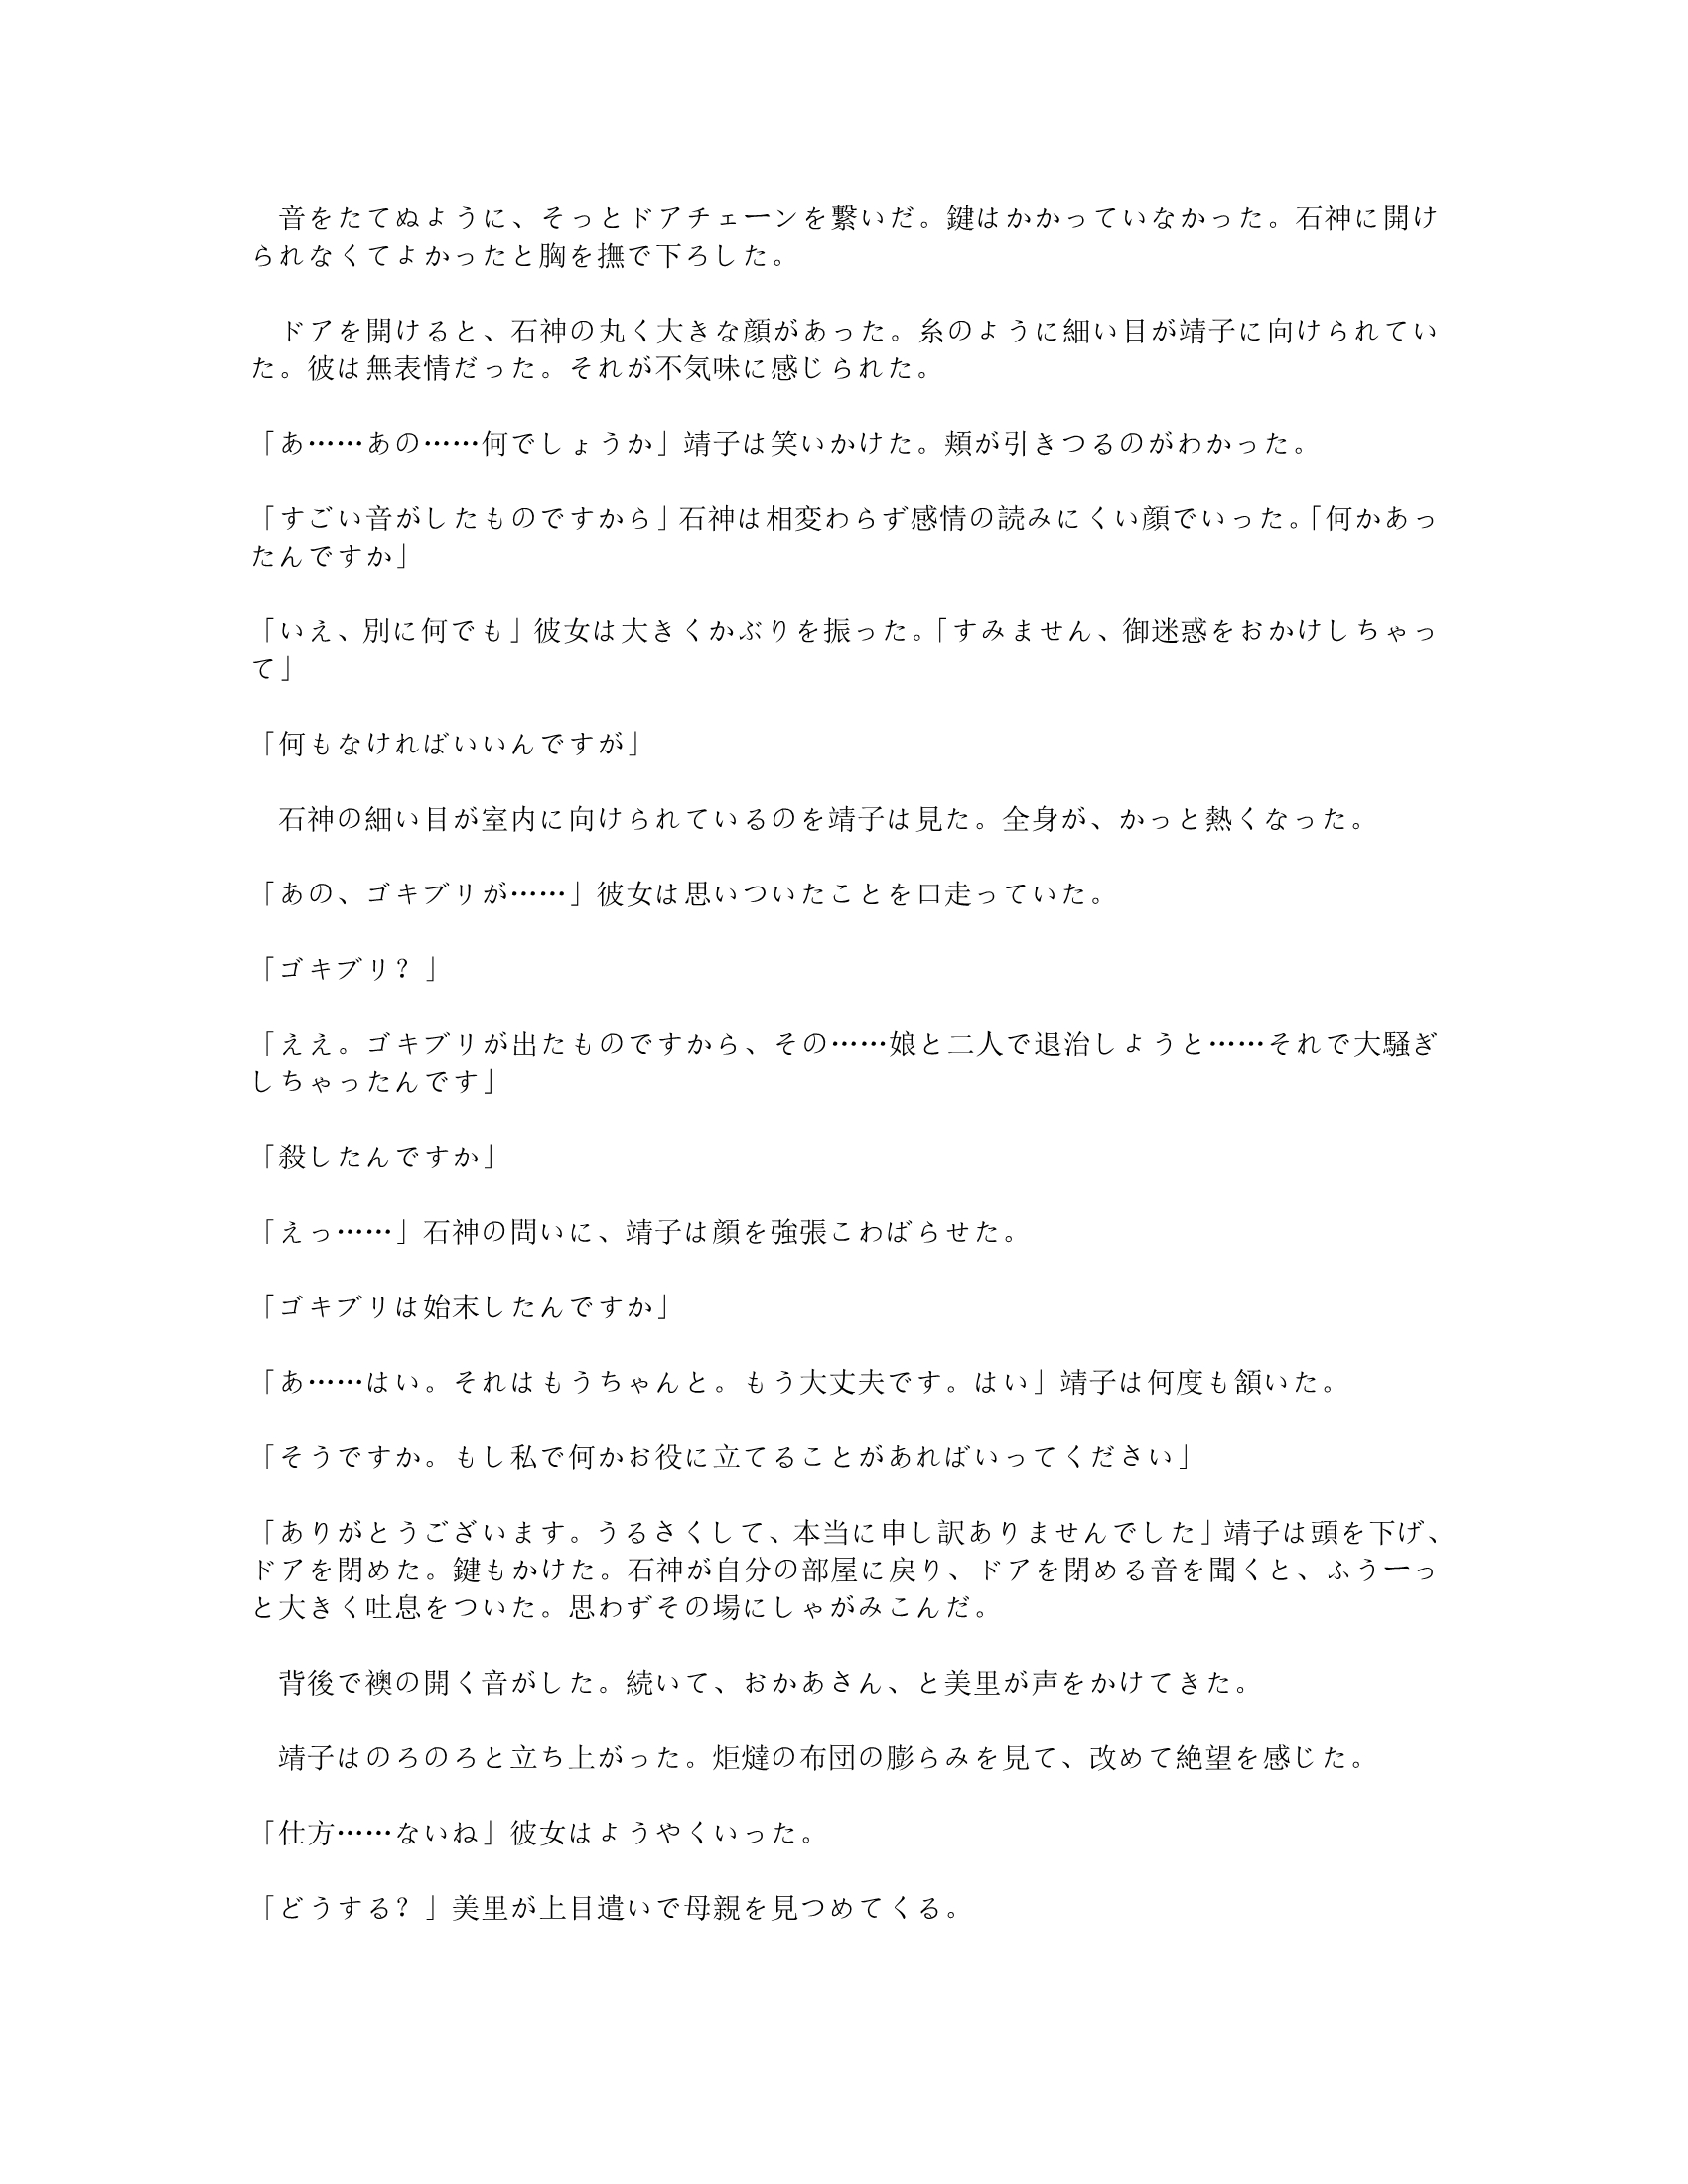 音をたてぬように、そっとドアチェーンを繋いだ。鍵はかかっていなかった。石神に開け
られなくてよかったと胸を撫で下ろした。
　ドアを開けると、石神の丸く大きな顔があった。糸のように細い目が靖子に向けられてい
た。彼は無表情だった。それが不気味に感じられた。
「あ……あの……何でしょうか」靖子は笑いかけた。頬が引きつるのがわかった。
「すごい音がしたものですから」石神は相変わらず感情の読みにくい顔でいった。「何かあっ
たんですか」
「いえ、別に何でも」彼女は大きくかぶりを振った。「すみません、御迷惑をおかけしちゃっ
て」
「何もなければいいんですが」
　石神の細い目が室内に向けられているのを靖子は見た。全身が、かっと熱くなった。
「あの、ゴキブリが……」彼女は思いついたことを口走っていた。
「ゴキブリ？」
「ええ。ゴキブリが出たものですから、その……娘と二人で退治しようと……それで大騒ぎ
しちゃったんです」
「殺したんですか」
「えっ……」石神の問いに、靖子は顔を強張こわばらせた。
「ゴキブリは始末したんですか」
「あ……はい。それはもうちゃんと。もう大丈夫です。はい」靖子は何度も頷いた。
「そうですか。もし私で何かお役に立てることがあればいってください」
「ありがとうございます。うるさくして、本当に申し訳ありませんでした」靖子は頭を下げ、
ドアを閉めた。鍵もかけた。石神が自分の部屋に戻り、ドアを閉める音を聞くと、ふうーっ
と大きく吐息をついた。思わずその場にしゃがみこんだ。
　背後で襖の開く音がした。続いて、おかあさん、と美里が声をかけてきた。
　靖子はのろのろと立ち上がった。炬燵の布団の膨らみを見て、改めて絶望を感じた。
「仕方……ないね」彼女はようやくいった。
「どうする？」美里が上目遣いで母親を見つめてくる。